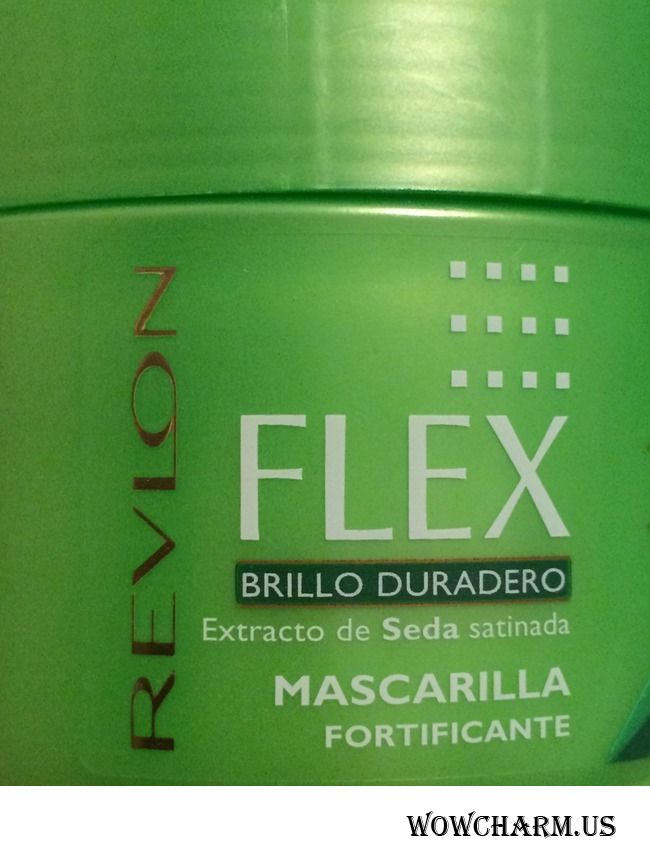 REVLON
FLEX
BRILLO DURADERO
Extracto de Seda satinada
MASCARILLA
FORTIFICANTE
WOWCHARM.US